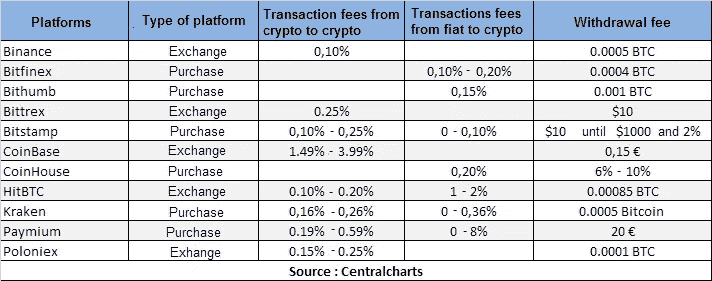 Platforms Type of platform Transaction fees from crypto to crypto Transactions fees from fiat to crypto Withdrawal fee
Binance Exchange 0,10% 0.0005 BTC
Bitfinex Purchase 0,10% - 0,20% 0.0004 BTC
Bithumb Purchase 0,15% 0.001 BTC
Bittrex Exchange 0.25% $10
Bitstamp Purchase 0,10% - 0,25% 0 - 0,10% $10 until $1000 and 2%
CoinBase Exchange 1.49% - 3.99% 0,15 €
CoinHouse Purchase 0,20% 6% - 10%
HitBTC Exchange 0.10% - 0.20% 1 - 2% 0.00085 BTC
Kraken Purchase 0,16% - 0,26% 0 - 0,36% 0.0005 Bitcoin
Paymium Purchase 0.19% - 0.59% 0 - 8% 20 €
Poloniex Exhange 0.15% - 0.25% 0.0001 BTC
Source : Centralcharts